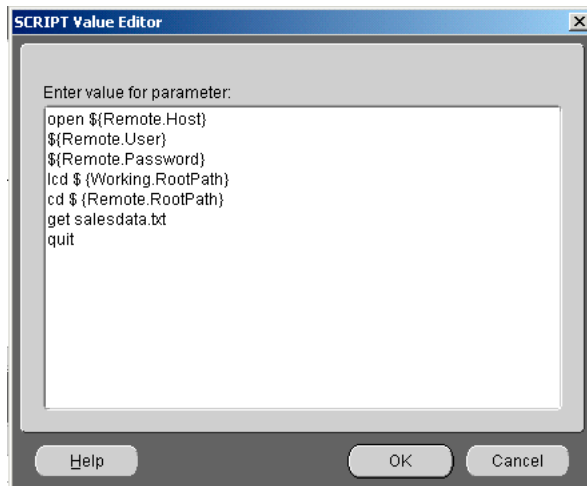 SCRIPT Value Editor
Enter value for parameter:
open ${Remote.Host}
${Remote.User}
${Remote.Password}
lcd $ {Working.RootPath}
cd $ {Remote.RootPath}
get salesdata.txt
quit
Help OK Cancel